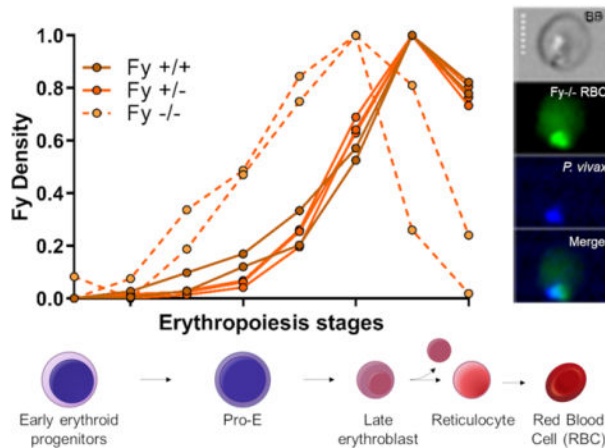 1.0
0.8
0.6
0.4
0.2
0.0
Fy Density
Fy +/+
Fy +/-
Fy -/-
Erythropoiesis stages
Fy-/- RBC
P. vivax
Merge
Early erythroid
progenitors
Pro-E
Late
erythroblast
Reticulocyte
Red Blood
Cell (RBC)